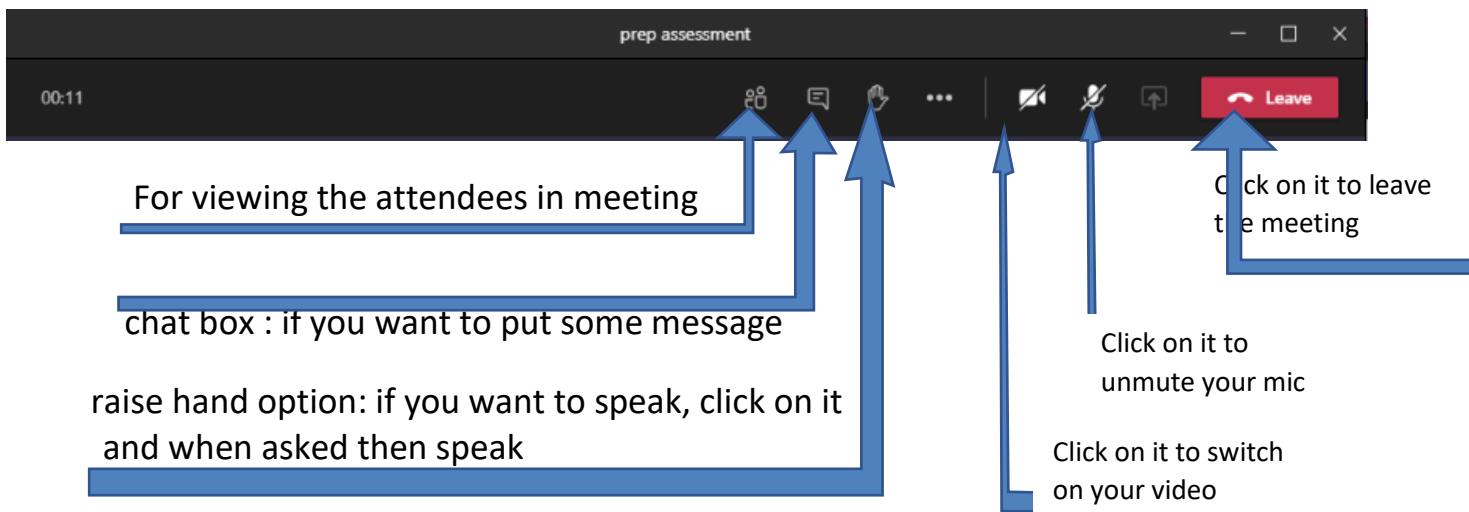 prep assessment
00:11
Leave
For viewing the attendees in meeting
Click on it to leave
the meeting
chat box : if you want to put some message
Click on it to
unmute your mic
raise hand option: if you want to speak, click on it
and when asked then speak
Click on it to switch
on your video